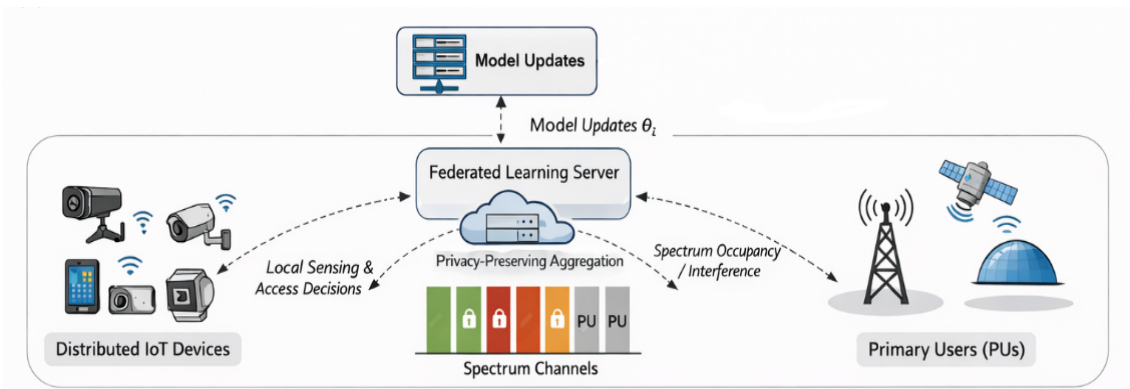 Model Updates
Model Updates θᵢ
Federated Learning Server
Privacy-Preserving Aggregation
Local Sensing &
Access Decisions
Spectrum Occupancy
/ Interference
PU PU
Spectrum Channels
Distributed IoT Devices
Primary Users (PUs)